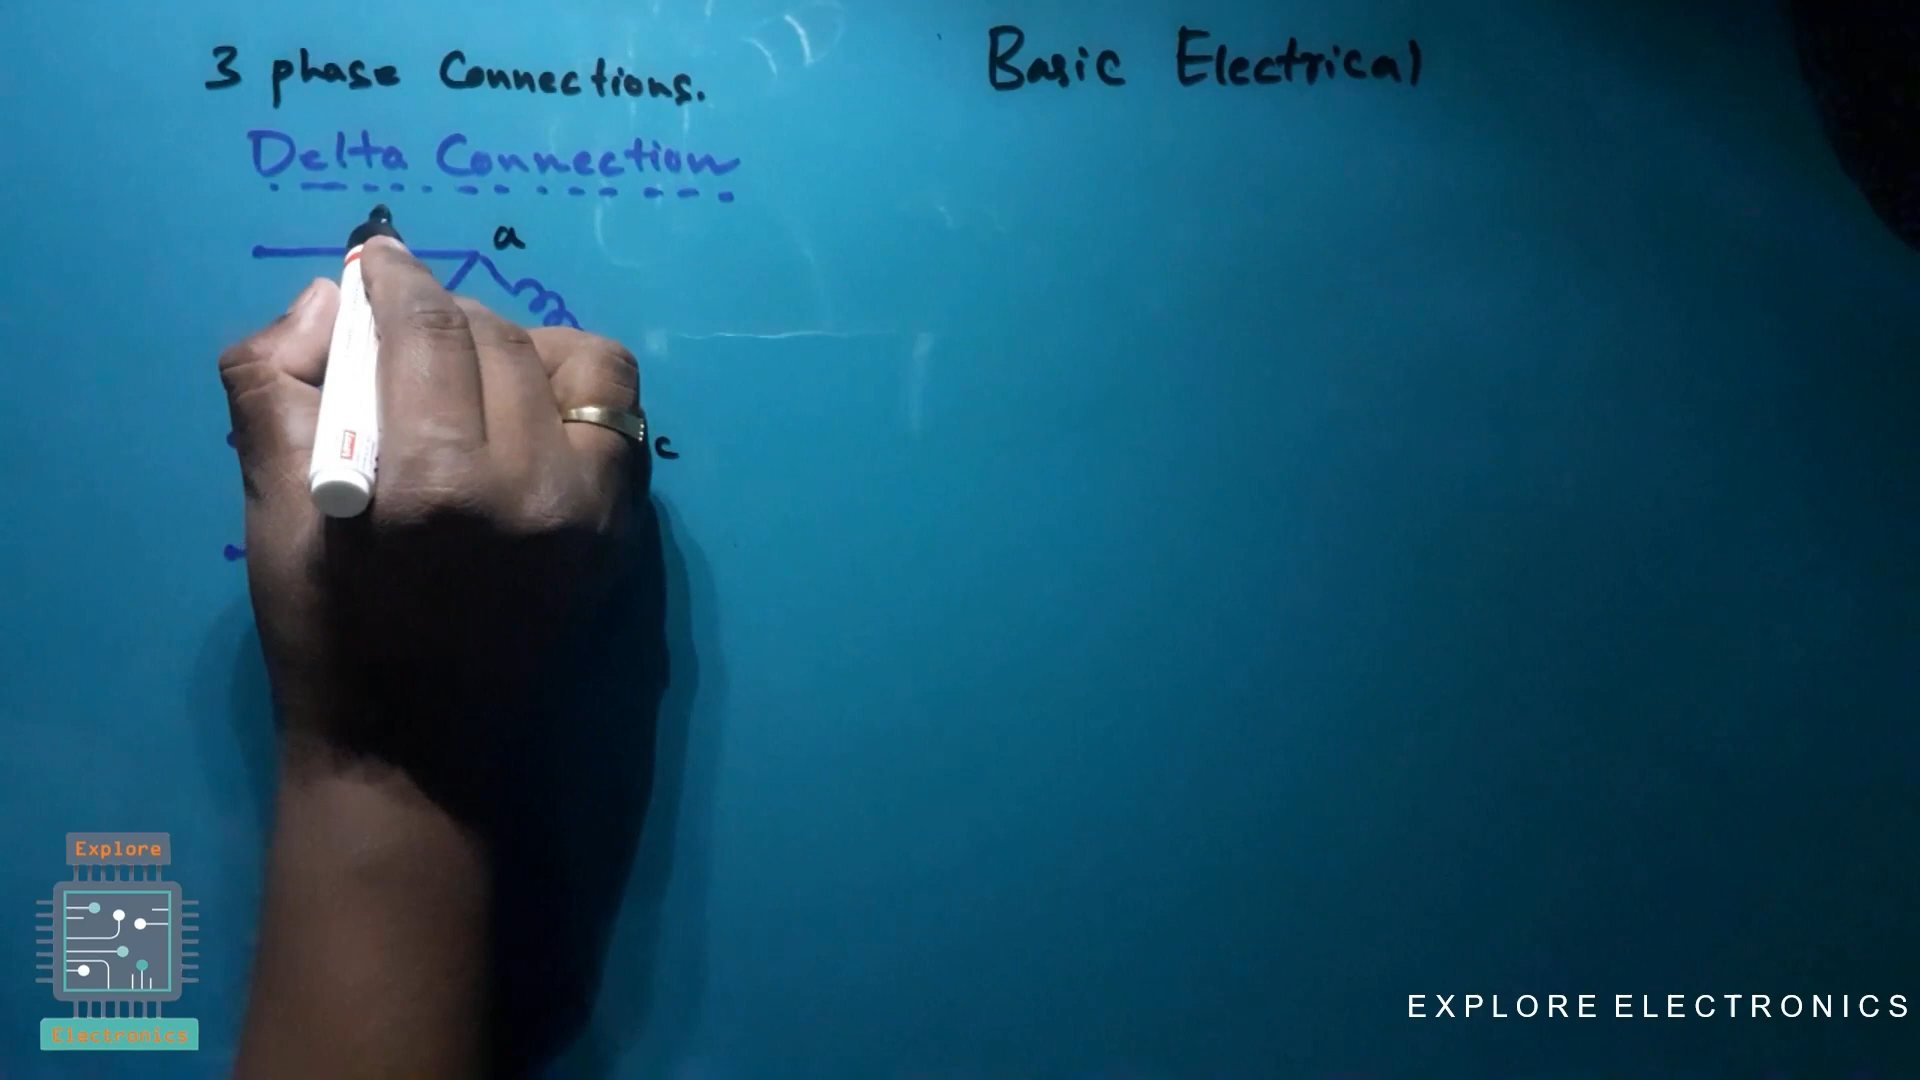 3 phase Connections.
Basic Electrical
Delta Connection
a
c
Explore
Electronics
EXPLORE ELECTRONICS